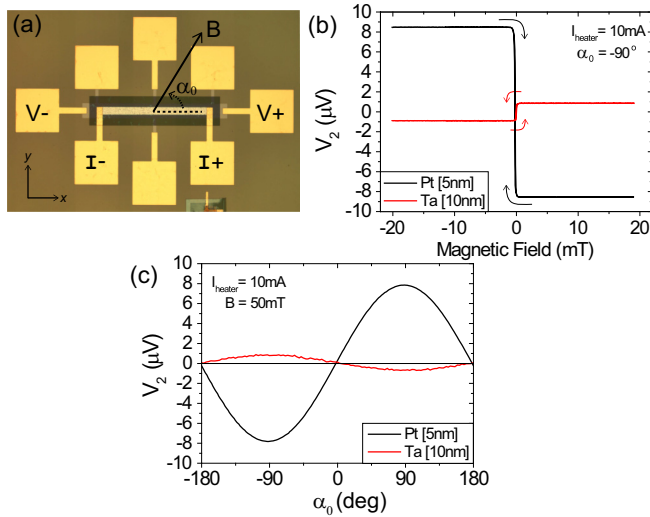 (a)
B
α₀
V-
V+
I-
I+
y
x
(b)
I_heater = 10mA
α₀ = -90°
V₂ (µV)
10
8
6
4
2
0
-2
-4
-6
-8
-10
Pt [5nm]
Ta [10nm]
-20
-10
0
10
20
Magnetic Field (mT)
(c)
I_heater = 10mA
B = 50mT
V₂ (µV)
10
8
6
4
2
0
-2
-4
-6
-8
-10
Pt [5nm]
Ta [10nm]
-180
-90
0
90
180
α₀ (deg)